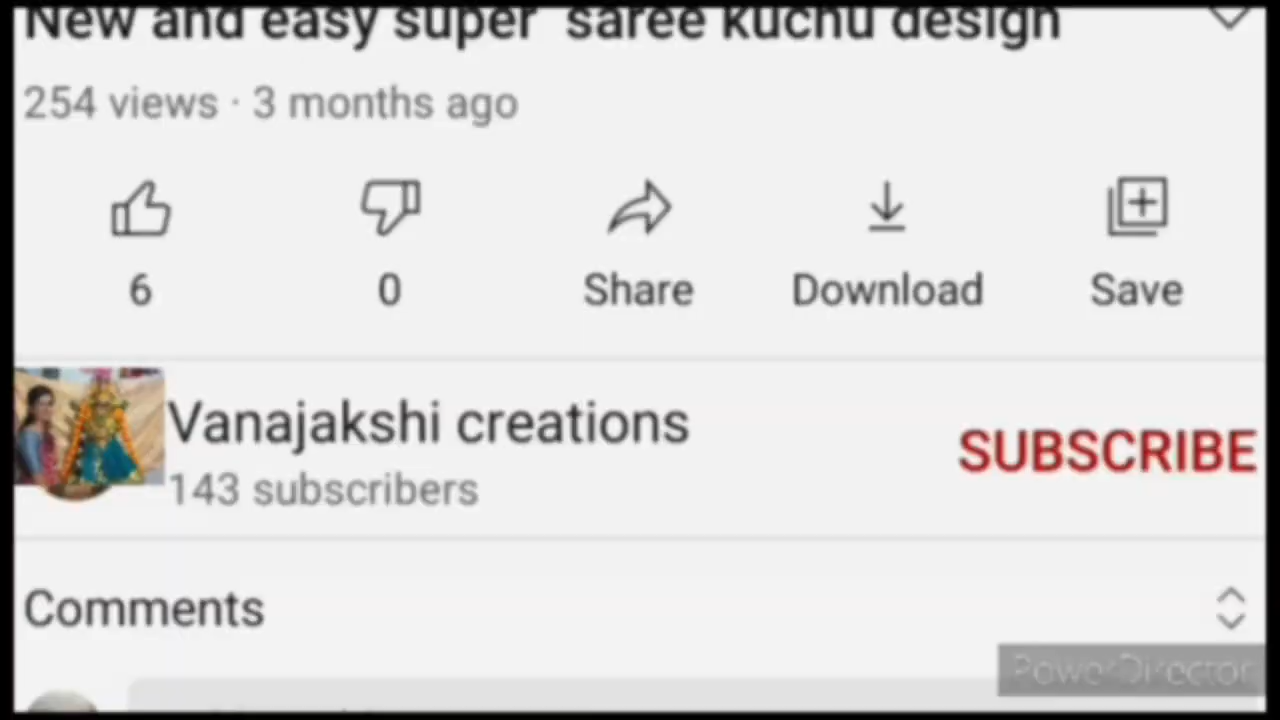 New and easy super saree kuchu design
254 views · 3 months ago
6
0
Share
Download
Save
Vanajakshi creations
143 subscribers
SUBSCRIBE
Comments
PowerDirector